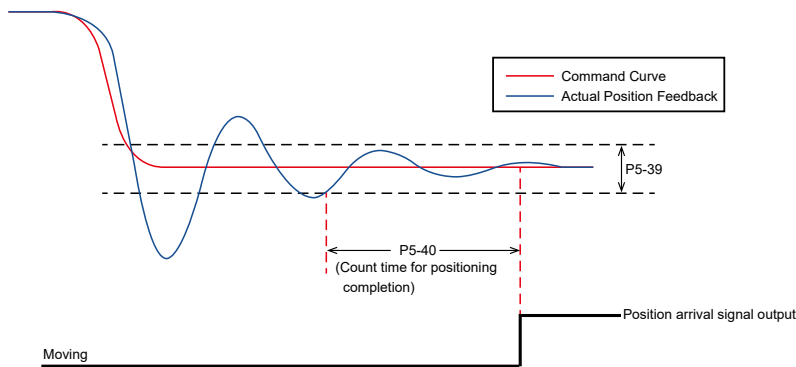 Command Curve
Actual Position Feedback
P5-39
P5-40
(Count time for positioning
completion)
Position arrival signal output
Moving